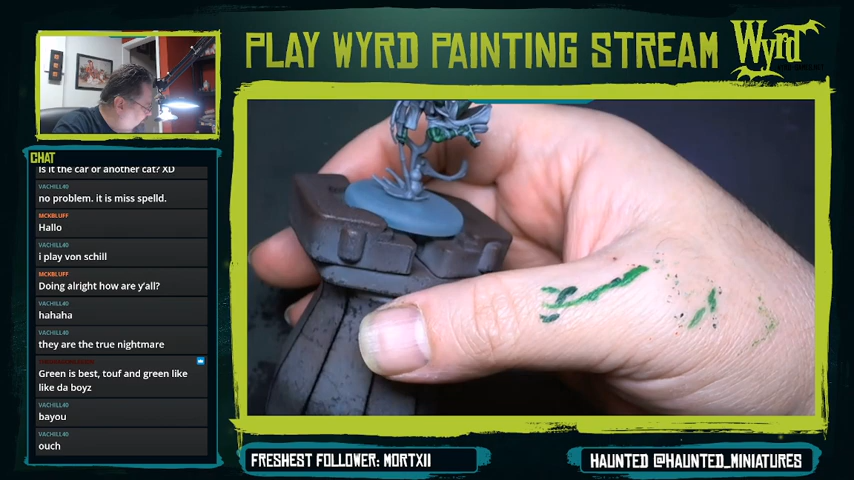 PLAY WYRD PAINTING STREAM
Wyrd
CHAT
Is it the car or another cat? XD
VACHILL40
no problem. it is miss spelld.
MCKBLUFF
Hallo
VACHILL40
i play von schill
MCKBLUFF
Doing alright how are y'all?
VACHILL40
hahaha
VACHILL40
they are the true nightmare
Green is best, touf and green like
like da boyz
VACHILL40
bayou
VACHILL40
ouch
FRESHEST FOLLOWER: MORTXII
HAUNTED @HAUNTED_MINIATURES